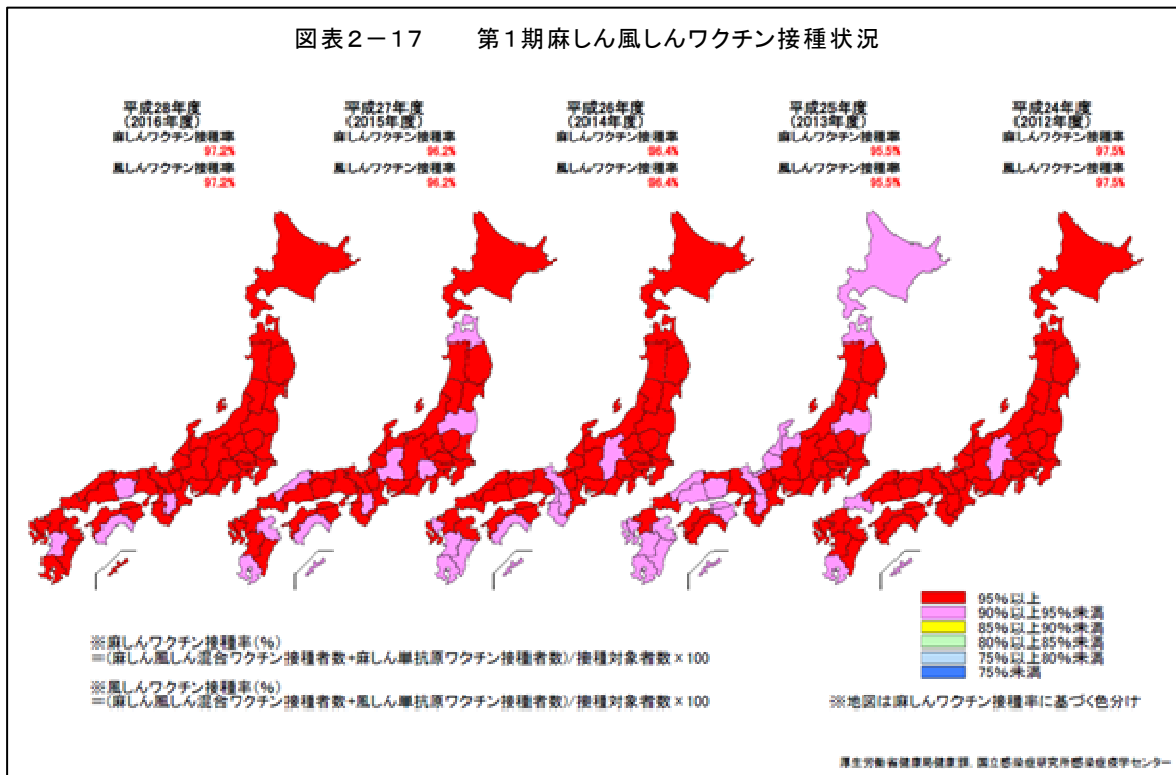 図表2－17　第1期麻しん風しんワクチン接種状況
平成28年度
(2016年度)
麻しんワクチン接種率
97.2%
風しんワクチン接種率
97.2%
平成27年度
(2015年度)
麻しんワクチン接種率
96.2%
風しんワクチン接種率
96.2%
平成26年度
(2014年度)
麻しんワクチン接種率
96.4%
風しんワクチン接種率
96.4%
平成25年度
(2013年度)
麻しんワクチン接種率
95.5%
風しんワクチン接種率
95.5%
平成24年度
(2012年度)
麻しんワクチン接種率
97.5%
風しんワクチン接種率
97.5%
95%以上
90%以上95%未満
85%以上90%未満
80%以上85%未満
75%以上80%未満
75%未満
※麻しんワクチン接種率(%)
=(麻しん風しん混合ワクチン接種者数+麻しん単抗原ワクチン接種者数)/接種対象者数×100
※風しんワクチン接種率(%)
=(麻しん風しん混合ワクチン接種者数+風しん単抗原ワクチン接種者数)/接種対象者数×100
※地図は麻しんワクチン接種率に基づく色分け
厚生労働省健康局健康課、国立感染症研究所感染症疫学センター